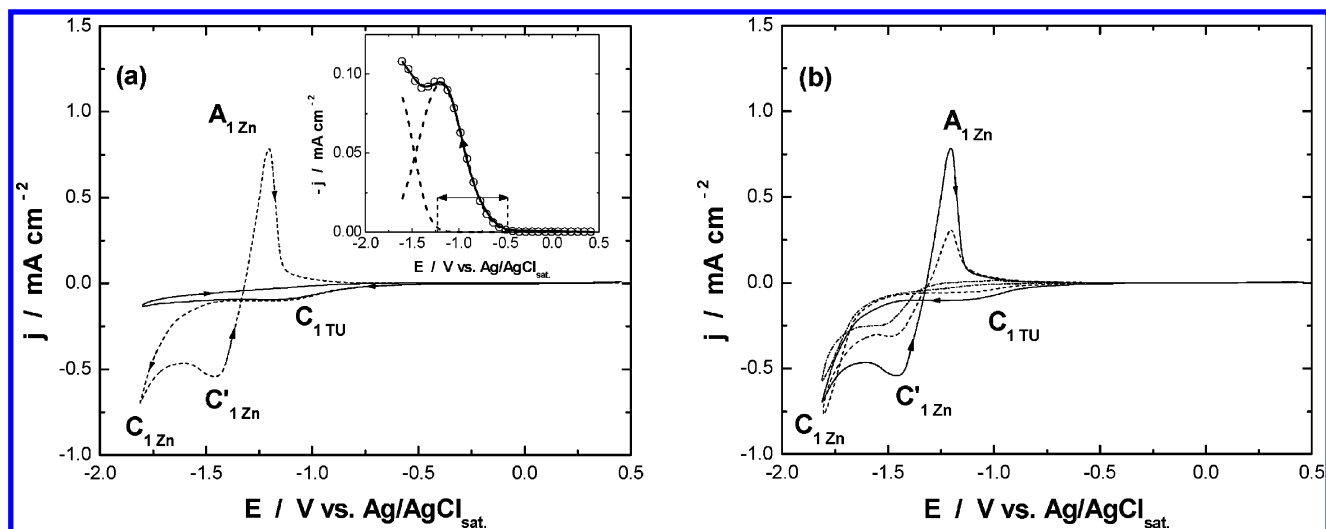 (a)
A1 Zn
C1 TU
C'1 Zn
C1 Zn
j / mA cm-2
1.5
1.0
0.5
0.0
-0.5
-1.0
-2.0 -1.5 -1.0 -0.5 0.0 0.5
E / V vs. Ag/AgClsat.
-j / mA cm-2
0.10
0.05
0.00
-2.0 -1.5 -1.0 -0.5 0.0 0.5
E / V vs. Ag/AgClsat.
(b)
A1 Zn
C1 TU
C'1 Zn
C1 Zn
j / mA cm-2
1.5
1.0
0.5
0.0
-0.5
-1.0
-2.0 -1.5 -1.0 -0.5 0.0 0.5
E / V vs. Ag/AgClsat.